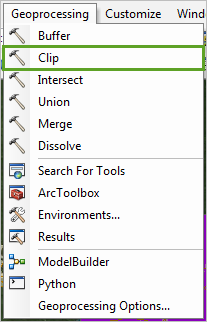 Geoprocessing Customize Wind
Buffer
Clip
Intersect
Union
Merge
Dissolve
Search For Tools
ArcToolbox
Environments...
Results
ModelBuilder
Python
Geoprocessing Options...